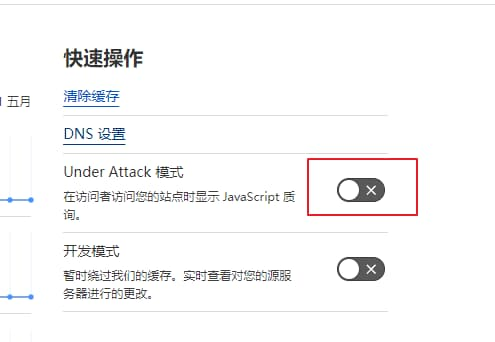 快速操作
清除缓存
五月
DNS 设置
Under Attack 模式
在访问者访问您的站点时显示 JavaScript 质
询。
开发模式
暂时绕过我们的缓存。实时查看对您的源服
务器进行的更改。